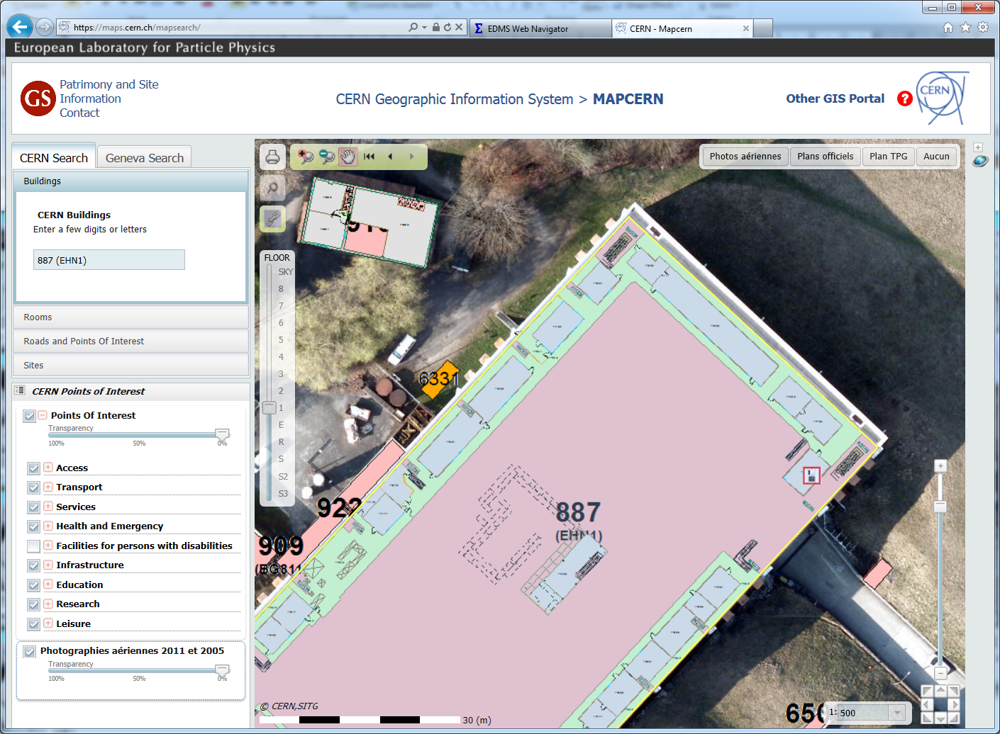 https://maps.cern.ch/mapsearch/
EDMS Web Navigator
CERN - Mapcern
European Laboratory for Particle Physics
GS
Patrimony and Site
Information
Contact
CERN Geographic Information System > MAPCERN
Other GIS Portal
?
CERN
CERN Search
Geneva Search
Buildings
CERN Buildings
Enter a few digits or letters
887 (EHN1)
Rooms
Roads and Points Of Interest
Sites
CERN Points of Interest
Points Of Interest
Transparency
100% 50% 0%
Access
Transport
Services
Health and Emergency
Facilities for persons with disabilities
Infrastructure
Education
Research
Leisure
Photographies aériennes 2011 et 2005
Transparency
100% 50% 0%
Photos aériennes
Plans officiels
Plan TPG
Aucun
FLOOR
SKY
8
7
6
5
4
3
2
1
E
R
S
S2
S3
6331
922
909
887
(EHN1)
© CERN,SITG
30 (m)
1: 500